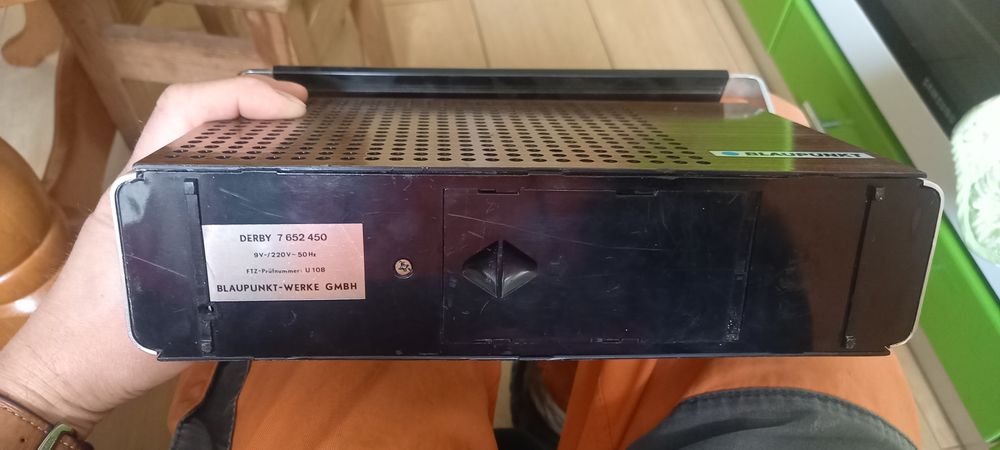 BLAUPUNKT
DERBY 7 652 450
9V-/220V~50Hz
FTZ-Prüfnummer: U 108
BLAUPUNKT-WERKE GMBH